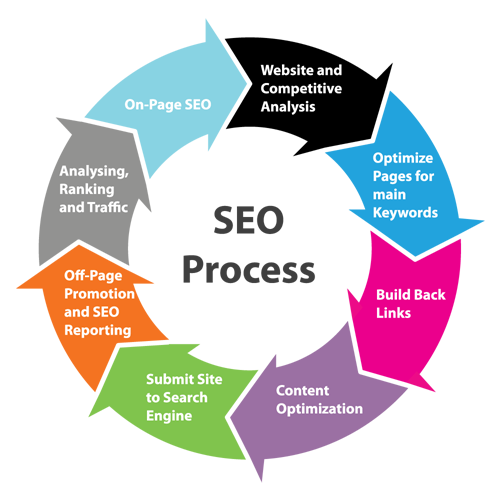 SEO
Process
Website and
Competitive
Analysis
Optimize
Pages for
main
Keywords
Build Back
Links
Content
Optimization
Submit Site
to Search
Engine
Off-Page
Promotion
and SEO
Reporting
Analysing,
Ranking
and Traffic
On-Page SEO